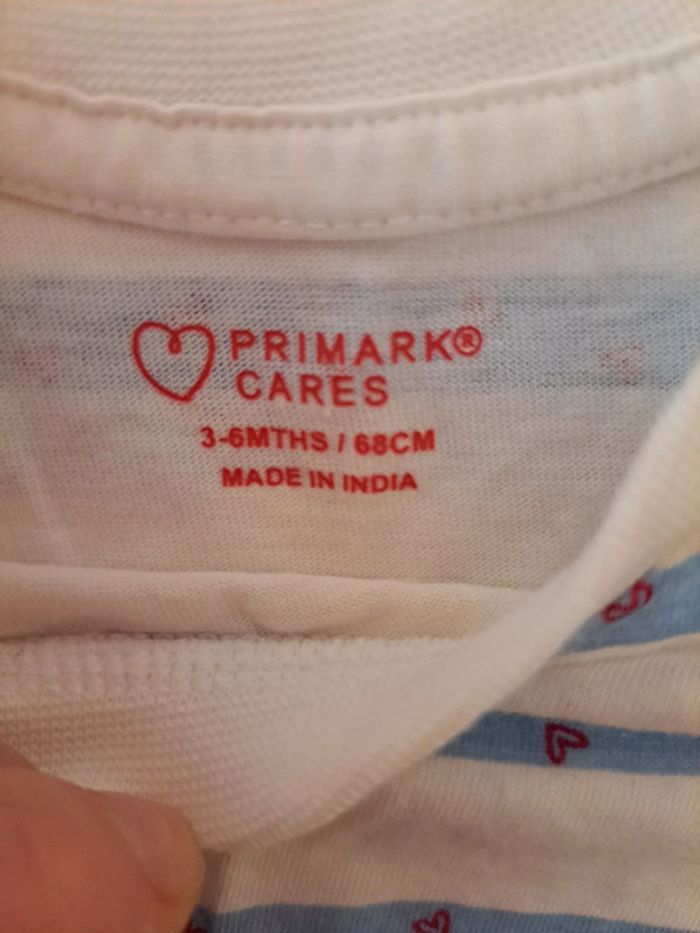 PRIMARK®
CARES
3-6MTHS / 68CM
MADE IN INDIA